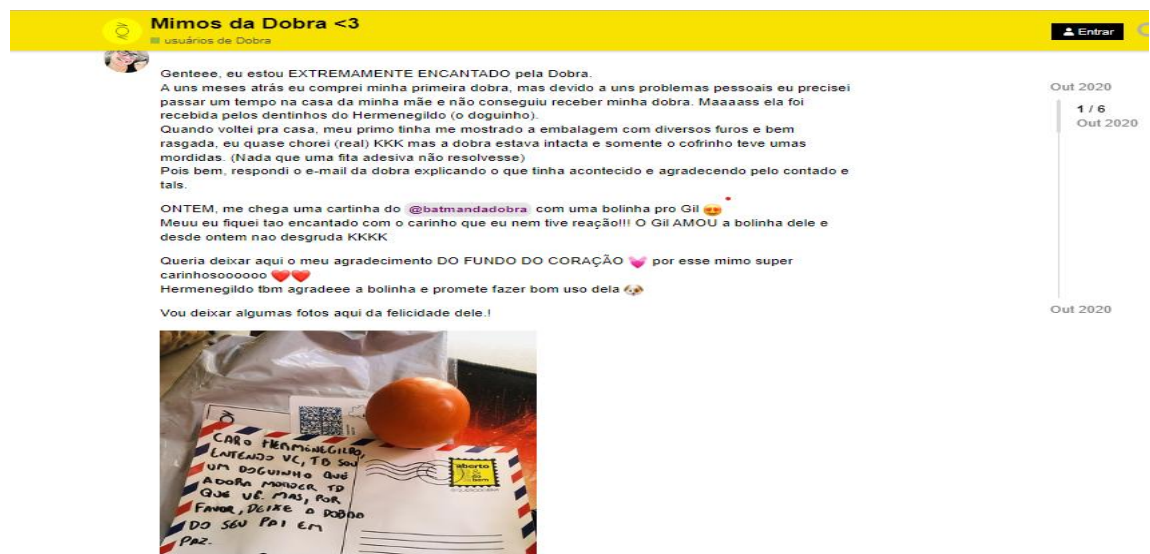 Mimos da Dobra <3
usuários de Dobra
Entrar
Genteee, eu estou EXTREMAMENTE ENCANTADO pela Dobra.
A uns meses atrás eu comprei minha primeira dobra, mas devido a uns problemas pessoais eu precisei
passar um tempo na casa da minha mãe e não consegui receber minha dobra. Maaaass ela foi
recebida pelos dentinhos do Hermenegildo (o doguinho).
Quando voltei pra casa, meu primo tinha me mostrado a embalagem com diversos furos e bem
rasgada, eu quase chorei (real) KKK mas a dobra estava intacta e somente o cofrinho teve umas
mordidas. (Nada que uma fita adesiva não resolvesse)
Pois bem, respondi o e-mail da dobra explicando o que tinha acontecido e agradecendo pelo contado e
tals.
ONTEM, me chega uma cartinha do @batmandadobra com uma bolinha pro Gil 😍
Meuu eu fiquei tao encantado com o carinho que eu nem tive reação!!! O Gil AMOU a bolinha dele e
desde ontem nao desgruda KKKK
Queria deixar aqui o meu agradecimento DO FUNDO DO CORAÇÃO 💓 por esse mimo super
carinhosoooooo ❤️❤️
Hermenegildo tbm agradeee a bolinha e promete fazer bom uso dela 🐶
Vou deixar algumas fotos aqui da felicidade dele.!
Out 2020
1 / 6
Out 2020
Out 2020
CARO HERMENEGILDO,
ENTENDO VC, TB SOU
UM DOGUINHO QUE
ADORA MORDER TD
QUE VÊ. MAS, POR
FAVOR, DEIXE A DOBRA
DO SEU PAI EM
PAZ.
aberto
bem